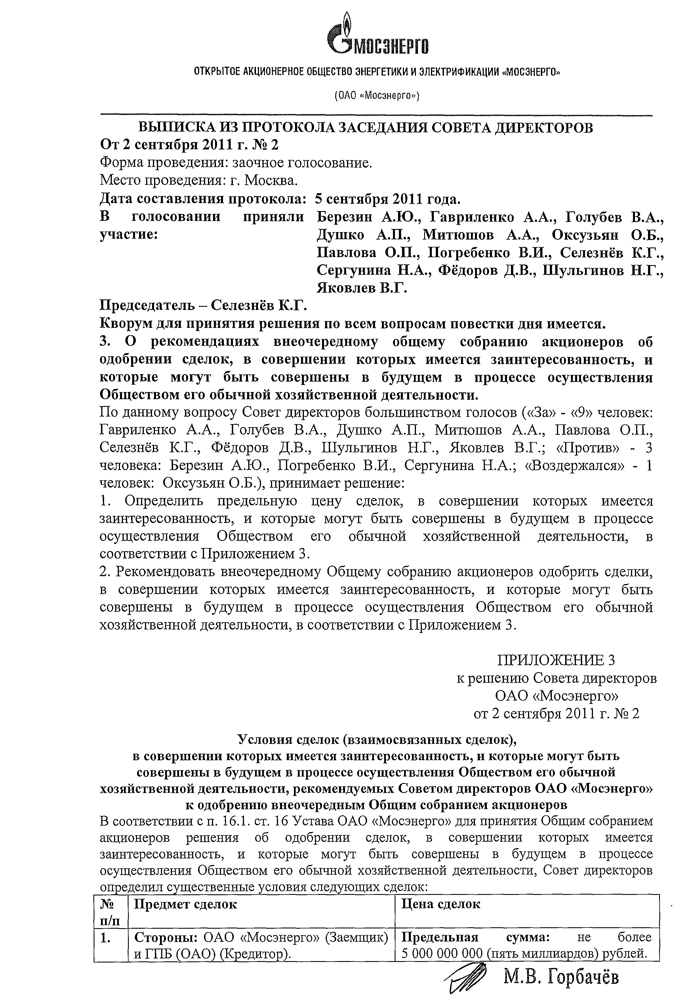 МОСЭНЕРГО
ОТКРЫТОЕ АКЦИОНЕРНОЕ ОБЩЕСТВО ЭНЕРГЕТИКИ И ЭЛЕКТРИФИКАЦИИ «МОСЭНЕРГО»
(ОАО «Мосэнерго»)
ВЫПИСКА ИЗ ПРОТОКОЛА ЗАСЕДАНИЯ СОВЕТА ДИРЕКТОРОВ
От 2 сентября 2011 г. № 2
Форма проведения: заочное голосование.
Место проведения: г. Москва.
Дата составления протокола: 5 сентября 2011 года.
В голосовании приняли участие:
Березин А.Ю., Гавриленко А.А., Голубев В.А.,
Душко А.П., Митюшов А.А., Оксузьян О.Б.,
Павлова О.П., Погребенко В.И., Селезнёв К.Г.,
Сергунина Н.А., Фёдоров Д.В., Шульгинов Н.Г.,
Яковлев В.Г.
Председатель – Селезнёв К.Г.
Кворум для принятия решения по всем вопросам повестки дня имеется.
3. О рекомендациях внеочередному общему собранию акционеров об
одобрении сделок, в совершении которых имеется заинтересованность, и
которые могут быть совершены в будущем в процессе осуществления
Обществом его обычной хозяйственной деятельности.
По данному вопросу Совет директоров большинством голосов («За» - «9» человек:
Гавриленко А.А., Голубев В.А., Душко А.П., Митюшов А.А., Павлова О.П.,
Селезнёв К.Г., Фёдоров Д.В., Шульгинов Н.Г., Яковлев В.Г.; «Против» - 3
человека: Березин А.Ю., Погребенко В.И., Сергунина Н.А.; «Воздержался» - 1
человек: Оксузьян О.Б.), принимает решение:
1. Определить предельную цену сделок, в совершении которых имеется
заинтересованность, и которые могут быть совершены в будущем в процессе
осуществления Обществом его обычной хозяйственной деятельности, в
соответствии с Приложением 3.
2. Рекомендовать внеочередному Общему собранию акционеров одобрить сделки,
в совершении которых имеется заинтересованность, и которые могут быть
совершены в будущем в процессе осуществления Обществом его обычной
хозяйственной деятельности, в соответствии с Приложением 3.
ПРИЛОЖЕНИЕ 3
к решению Совета директоров
ОАО «Мосэнерго»
от 2 сентября 2011 г. № 2
Условия сделок (взаимосвязанных сделок),
в совершении которых имеется заинтересованность, и которые могут быть
совершены в будущем в процессе осуществления Обществом его обычной
хозяйственной деятельности, рекомендуемых Советом директоров ОАО «Мосэнерго»
к одобрению внеочередным Общим собранием акционеров
В соответствии с п. 16.1. ст. 16 Устава ОАО «Мосэнерго» для принятия Общим собранием
акционеров решения об одобрении сделок, в совершении которых имеется
заинтересованность, и которые могут быть совершены в будущем в процессе
осуществления Обществом его обычной хозяйственной деятельности, Совет директоров
определил существенные условия следующих сделок:
№ п/п
Предмет сделок
Цена сделок
1.
Стороны: ОАО «Мосэнерго» (Заемщик)
и ГПБ (ОАО) (Кредитор).
Предельная сумма: не более
5 000 000 000 (пять миллиардов) рублей.
М.В. Горбачёв